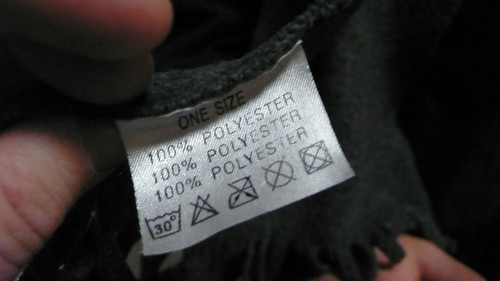 ONE SIZE
100% POLYESTER
100% POLYESTER
100% POLYESTER
30°